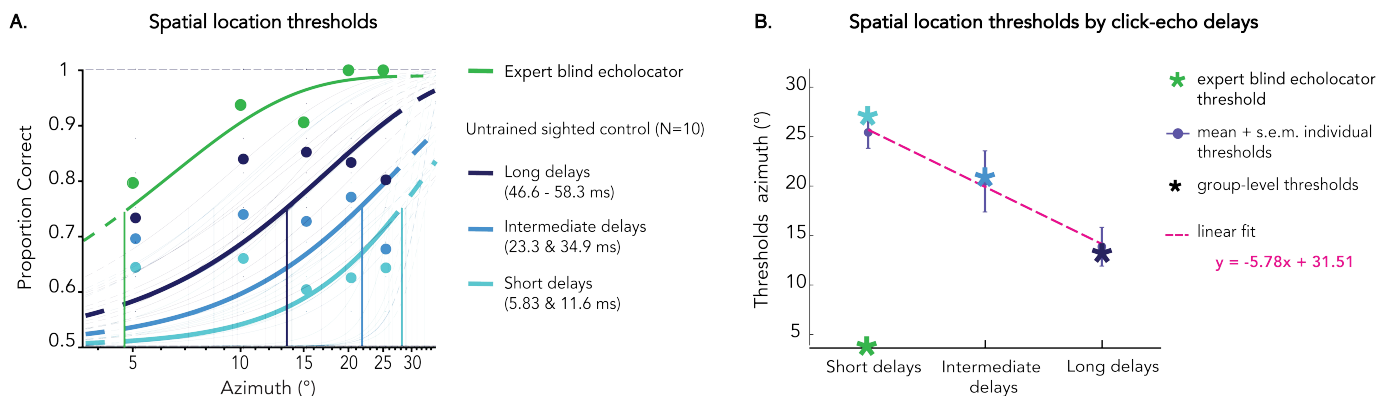 A.
Spatial location thresholds
Proportion Correct
1
0.9
0.8
0.7
0.6
0.5
5
10
15
20
25
30
Azimuth (°)
Expert blind echolocator
Untrained sighted control (N=10)
Long delays
(46.6 - 58.3 ms)
Intermediate delays
(23.3 & 34.9 ms)
Short delays
(5.83 & 11.6 ms)
B.
Spatial location thresholds by click-echo delays
Thresholds azimuth (°)
30
25
20
15
10
5
Short delays
Intermediate
delays
Long delays
expert blind echolocator
threshold
mean + s.e.m. individual
thresholds
group-level thresholds
linear fit
y = -5.78x + 31.51